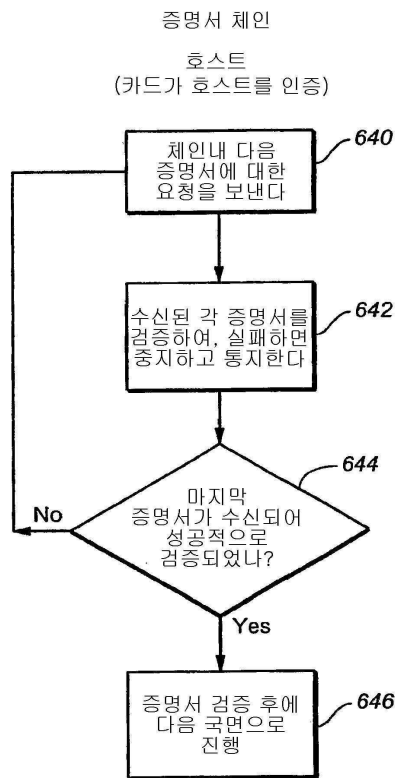 증명서 체인
호스트
(카드가 호스트를 인증)
640
체인내 다음
증명서에 대한
요청을 보낸다
642
수신된 각 증명서를
검증하여, 실패하면
중지하고 통지한다
644
마지막
증명서가 수신되어
성공적으로
검증되었나?
No
Yes
646
증명서 검증 후에
다음 국면으로
진행